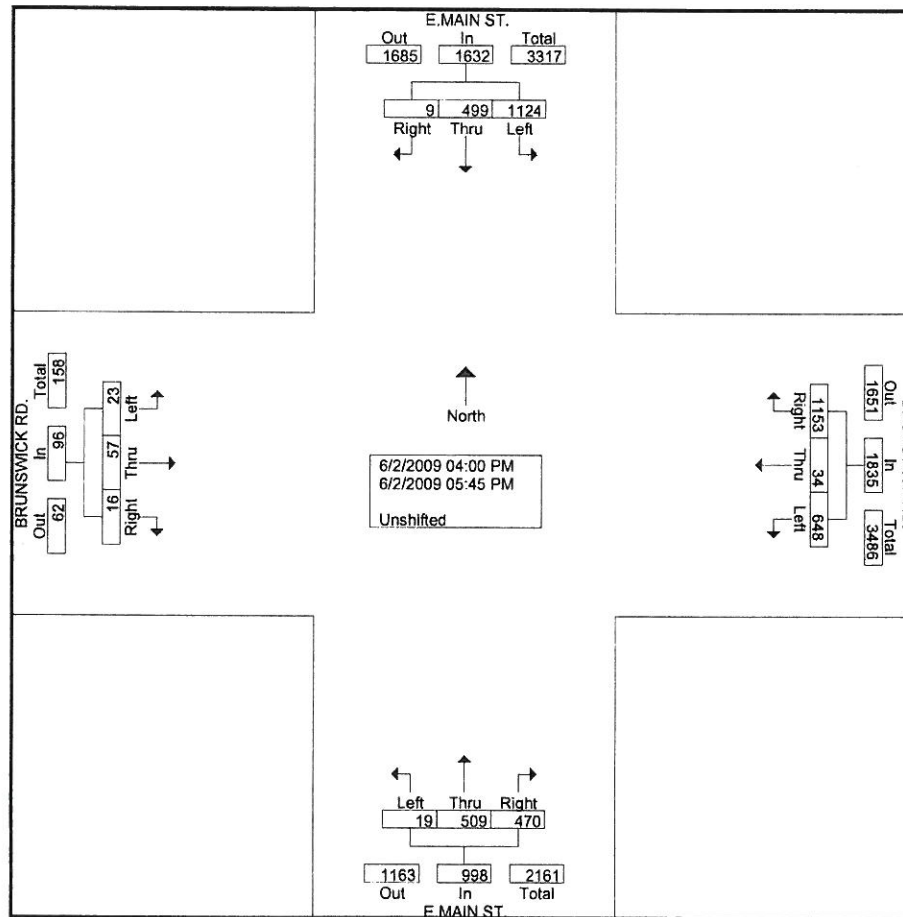 E.MAIN ST.
Out In Total
1685 1632 3317
9 499 1124
Right Thru Left
BRUNSWICK RD.
Total In Out
158 96 62
23 57 16
Left Thru Right
North
6/2/2009 04:00 PM
6/2/2009 05:45 PM
Unshifted
Right Thru Left
1153 34 648
1651 1835 3486
Out In Total
Left Thru Right
19 509 470
1163 998 2161
Out In Total
E.MAIN ST.